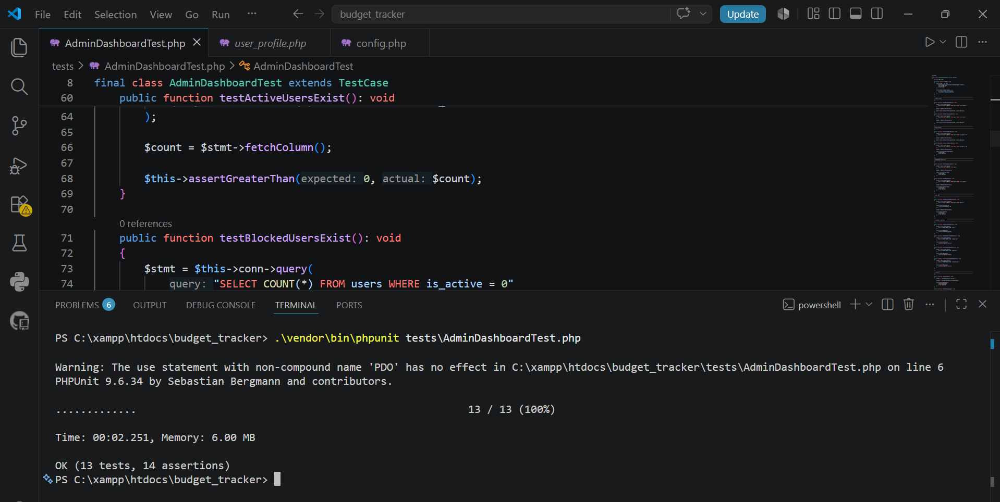 File Edit Selection View Go Run ···
budget_tracker
Update
AdminDashboardTest.php
user_profile.php
config.php
tests > AdminDashboardTest.php > AdminDashboardTest
8 final class AdminDashboardTest extends TestCase
60 public function testActiveUsersExist(): void
64 );
65
66 $count = $stmt->fetchColumn();
67
68 $this->assertGreaterThan(expected: 0, actual: $count);
69 }
70
0 references
71 public function testBlockedUsersExist(): void
72 {
73 $stmt = $this->conn->query(
74 query: "SELECT COUNT(*) FROM users WHERE is_active = 0"
PROBLEMS 6 OUTPUT DEBUG CONSOLE TERMINAL PORTS
powershell
PS C:\xampp\htdocs\budget_tracker> .\vendor\bin\phpunit tests\AdminDashboardTest.php
Warning: The use statement with non-compound name 'PDO' has no effect in C:\xampp\htdocs\budget_tracker\tests\AdminDashboardTest.php on line 6
PHPUnit 9.6.34 by Sebastian Bergmann and contributors.
............. 13 / 13 (100%)
Time: 00:02.251, Memory: 6.00 MB
OK (13 tests, 14 assertions)
PS C:\xampp\htdocs\budget_tracker>